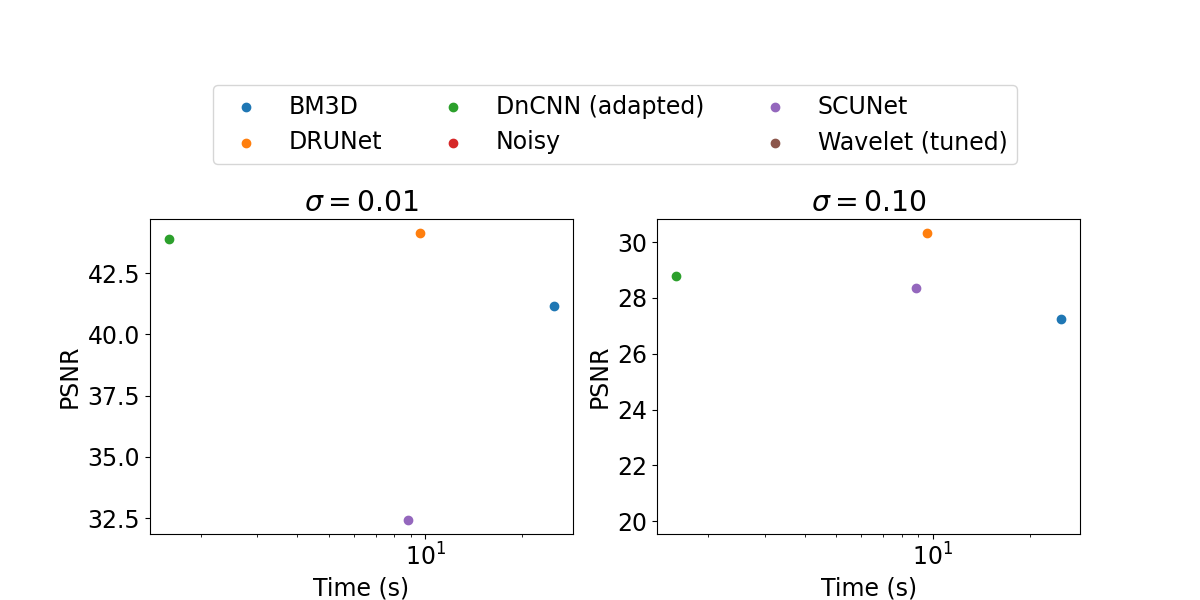 BM3D DnCNN (adapted) SCUNet
DRUNet Noisy Wavelet (tuned)
σ = 0.01
42.5
40.0
37.5
35.0
32.5
PSNR
10¹
Time (s)
σ = 0.10
30
28
26
24
22
20
PSNR
10¹
Time (s)